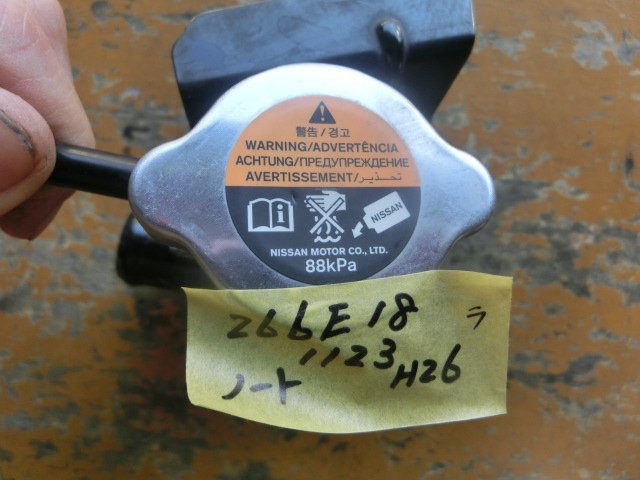 警告/경고
WARNING/ADVERTÊNCIA
ACHTUNG/ПРЕДУПРЕЖДЕНИЕ
AVERTISSEMENT/تحذير
NISSAN
NISSAN MOTOR CO., LTD.
88kPa
266E18 ラ
1123 H26
ノート